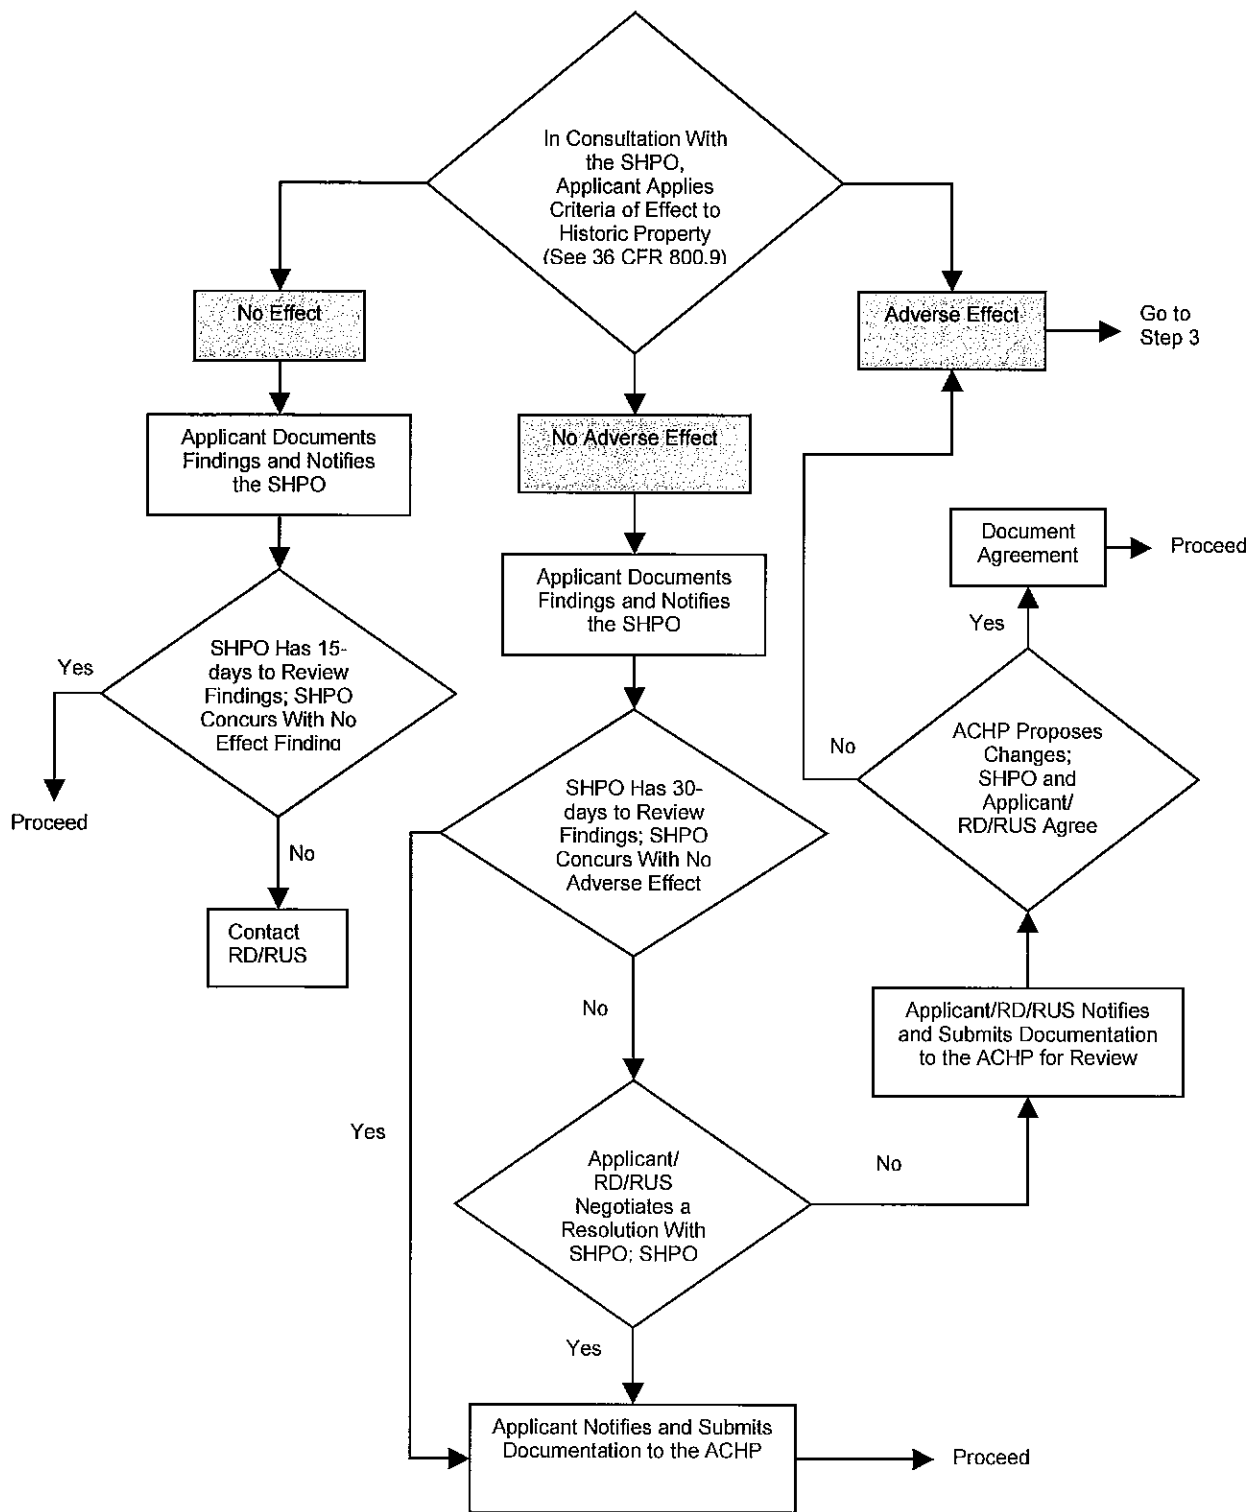 In Consultation With
the SHPO,
Applicant Applies
Criteria of Effect to
Historic Property
(See 36 CFR 800.9)
No Effect
Adverse Effect
Go to
Step 3
Applicant Documents
Findings and Notifies
the SHPO
No Adverse Effect
Document
Agreement
Proceed
Applicant Documents
Findings and Notifies
the SHPO
Yes
Yes
SHPO Has 15-
days to Review
Findings; SHPO
Concurs With No
Effect Finding
No
ACHP Proposes
Changes;
SHPO and
Applicant/
RD/RUS Agree
Proceed
SHPO Has 30-
days to Review
Findings; SHPO
Concurs With No
Adverse Effect
No
Contact
RD/RUS
No
Applicant/RD/RUS Notifies
and Submits Documentation
to the ACHP for Review
Yes
Applicant/
RD/RUS
Negotiates a
Resolution With
SHPO; SHPO
No
Yes
Applicant Notifies and Submits
Documentation to the ACHP
Proceed